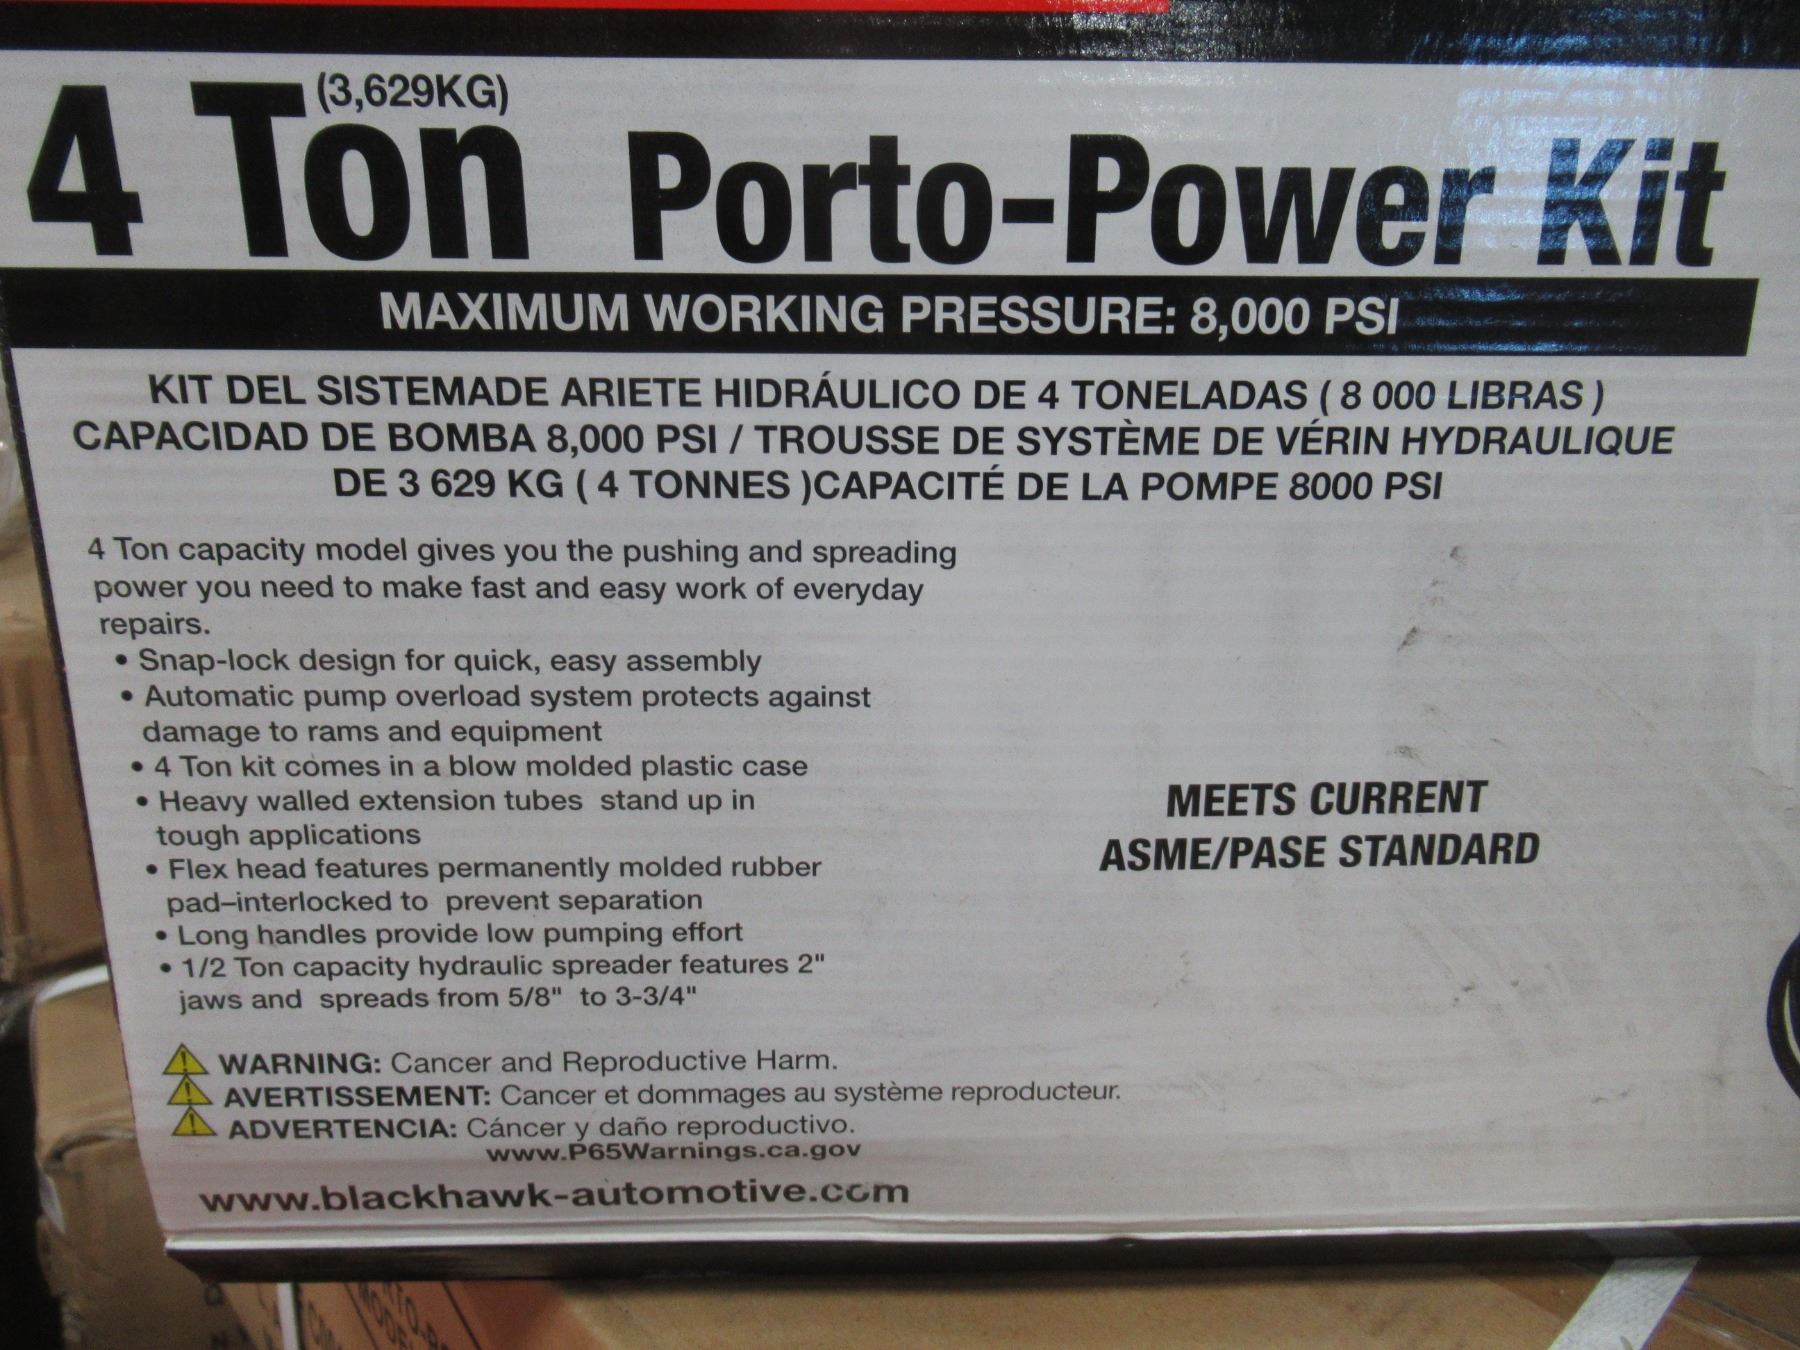 (3,629KG)
4 Ton Porto-Power Kit
MAXIMUM WORKING PRESSURE: 8,000 PSI
KIT DEL SISTEMADE ARIETE HIDRÁULICO DE 4 TONELADAS ( 8 000 LIBRAS )
CAPACIDAD DE BOMBA 8,000 PSI / TROUSSE DE SYSTÈME DE VÉRIN HYDRAULIQUE
DE 3 629 KG ( 4 TONNES )CAPACITÉ DE LA POMPE 8000 PSI
4 Ton capacity model gives you the pushing and spreading
power you need to make fast and easy work of everyday
repairs.
• Snap-lock design for quick, easy assembly
• Automatic pump overload system protects against
damage to rams and equipment
• 4 Ton kit comes in a blow molded plastic case
• Heavy walled extension tubes stand up in
tough applications
• Flex head features permanently molded rubber
pad–interlocked to prevent separation
• Long handles provide low pumping effort
• 1/2 Ton capacity hydraulic spreader features 2"
jaws and spreads from 5/8" to 3-3/4"
MEETS CURRENT
ASME/PASE STANDARD
WARNING: Cancer and Reproductive Harm.
AVERTISSEMENT: Cancer et dommages au système reproducteur.
ADVERTENCIA: Cáncer y daño reproductivo.
www.P65Warnings.ca.gov
www.blackhawk-automotive.com